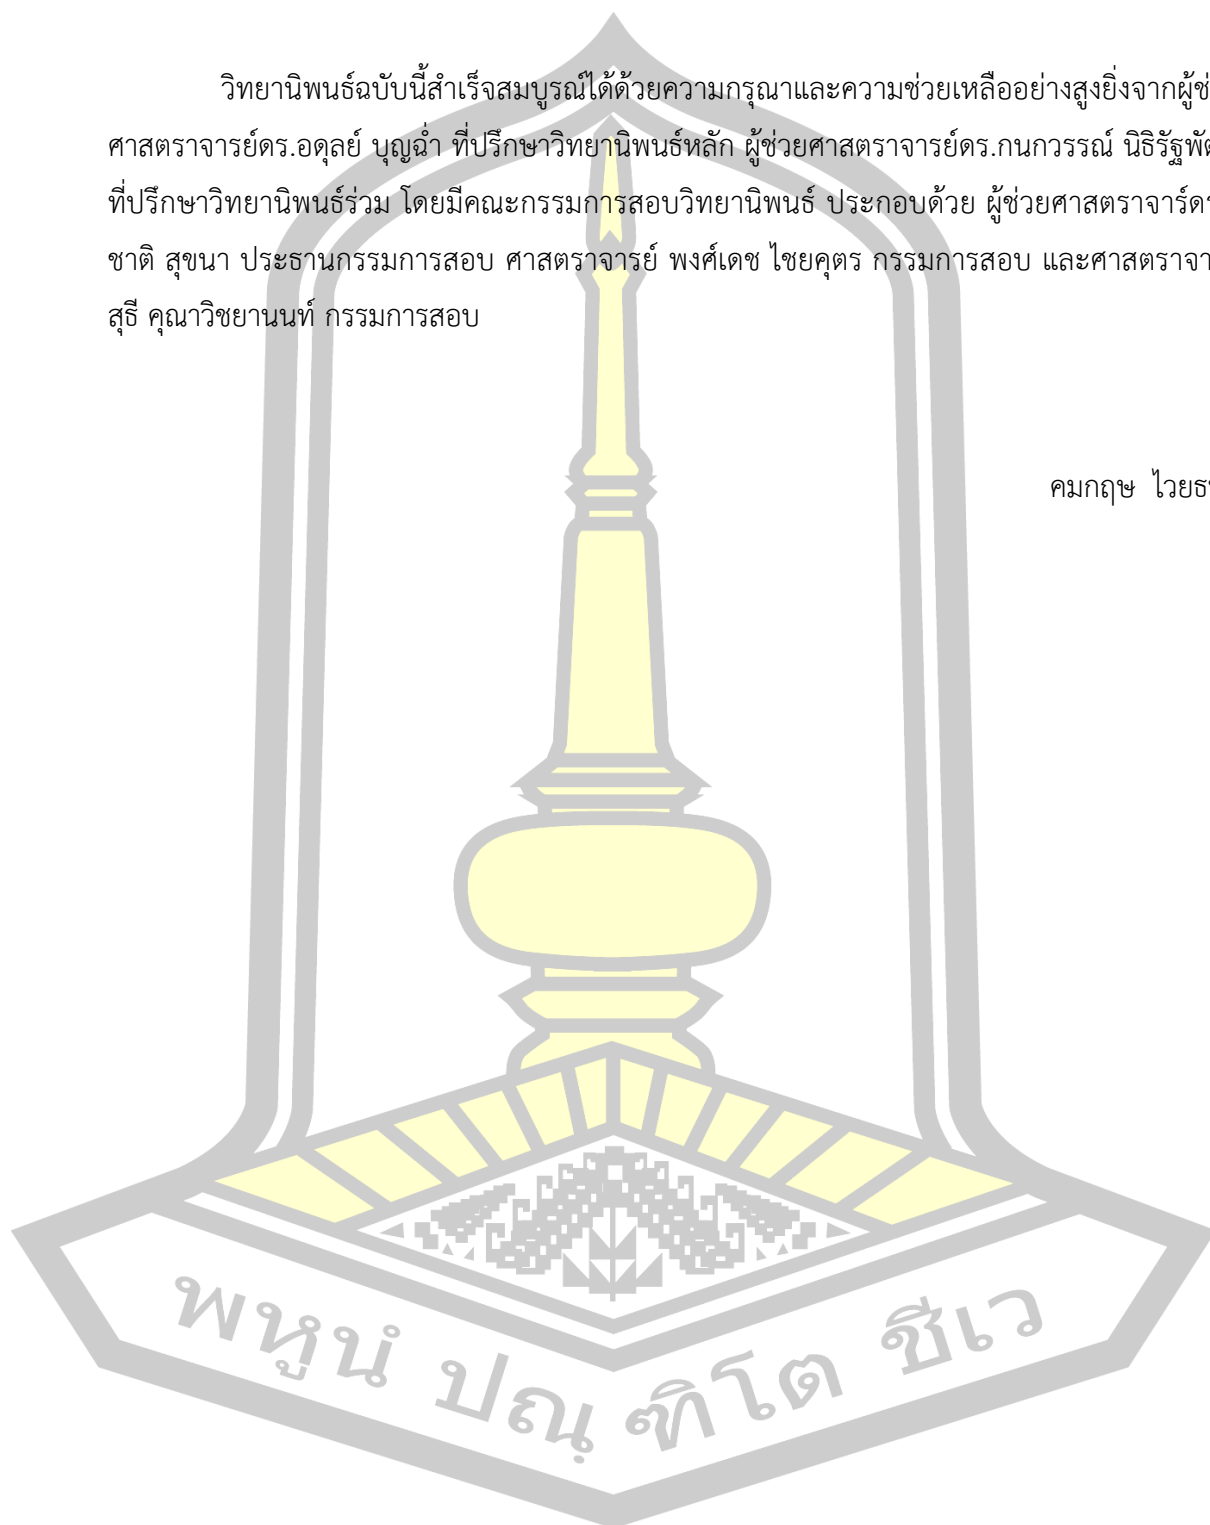 วิทยานิพนธ์ฉบับนี้สำเร็จสมบูรณ์ได้ด้วยความกรุณาและความช่วยเหลืออย่างสูงยิ่งจากผู้ช่
ศาสตราจารย์ดร.อดุลย์ บุญฉ่ำ ที่ปรึกษาวิทยานิพนธ์หลัก ผู้ช่วยศาสตราจารย์ดร.กนกวรรณ์ นิธิรัฐพัต
ที่ปรึกษาวิทยานิพนธ์ร่วม โดยมีคณะกรรมการสอบวิทยานิพนธ์ ประกอบด้วย ผู้ช่วยศาสตราจาร์ดร
ชาติ สุขนา ประธานกรรมการสอบ ศาสตราจารย์ พงศ์เดช ไชยคุตร กรรมการสอบ และศาสตราจา
สุธี คุณาวิชยานนท์ กรรมการสอบ
คมกฤษ ไวยธ
พหูนํ ปณฺ ฑิโต ชีเว